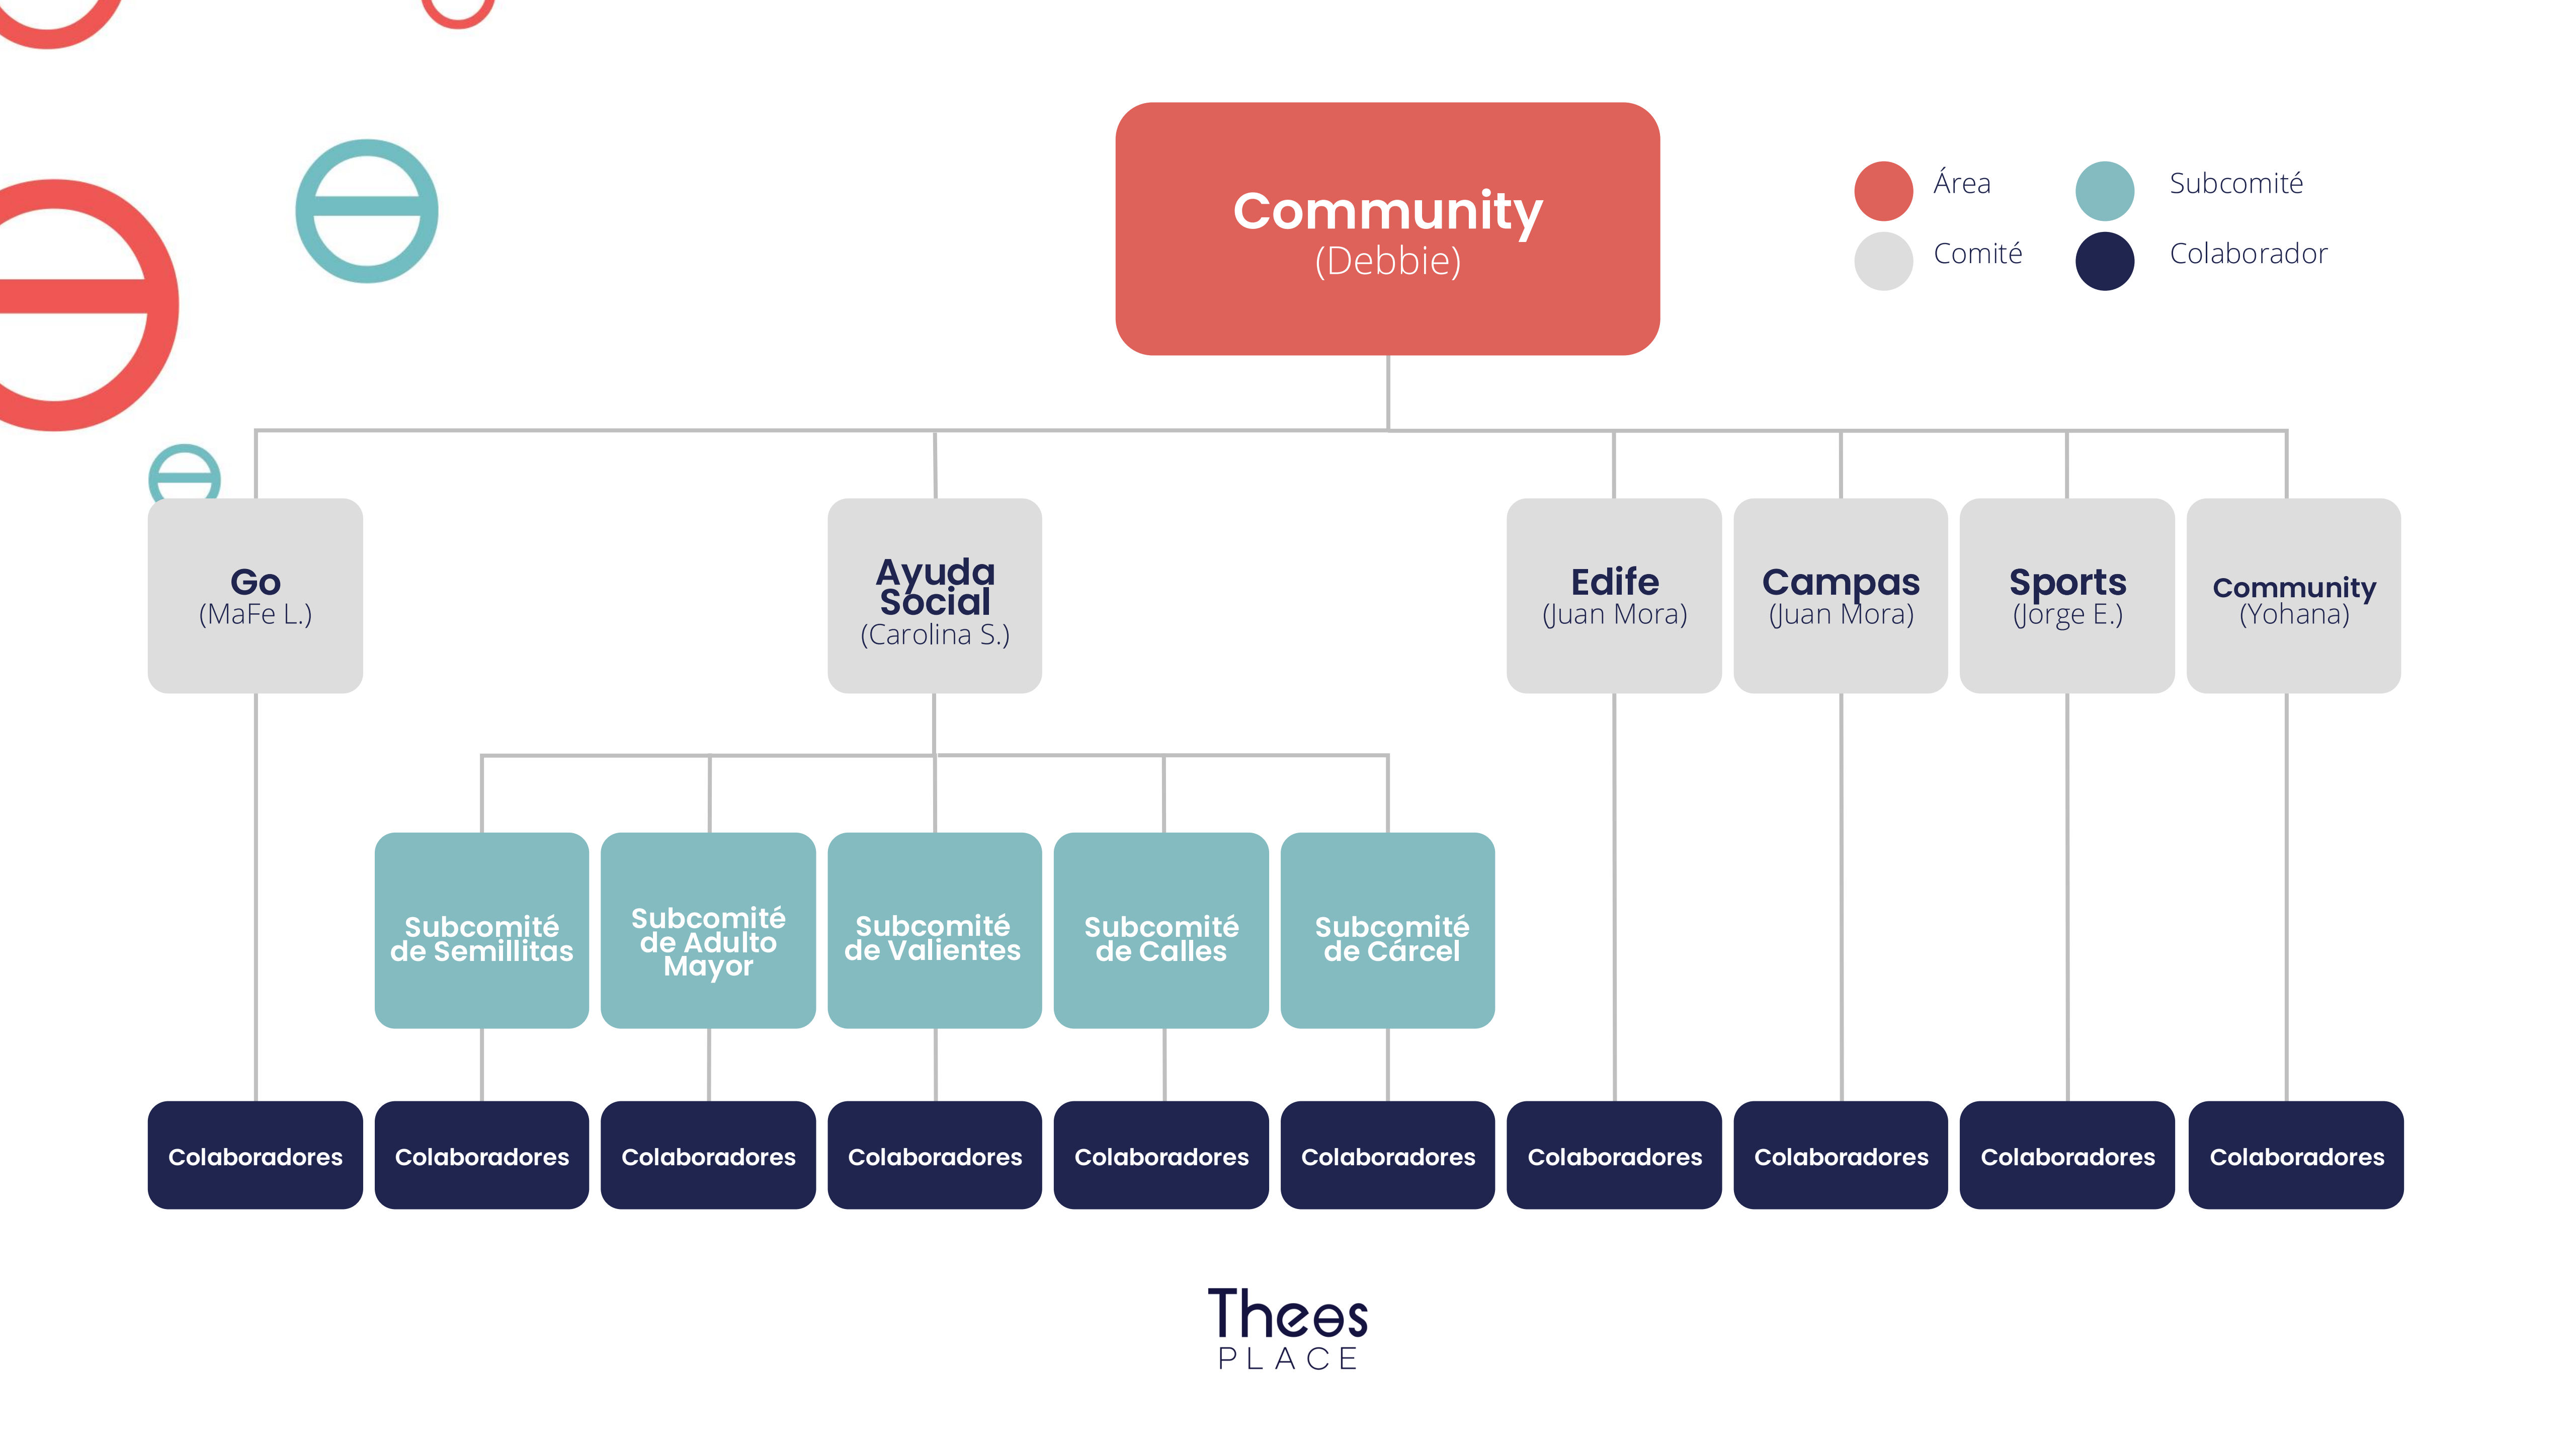 Community
(Debbie)
Área
Subcomité
Comité
Colaborador
Go
(MaFe L.)
Ayuda
Social
(Carolina S.)
Edife
(Juan Mora)
Campas
(Juan Mora)
Sports
(Jorge E.)
Community
(Yohana)
Subcomité
de Semillitas
Subcomité
de Adulto
Mayor
Subcomité
de Valientes
Subcomité
de Calles
Subcomité
de Cárcel
Colaboradores
Colaboradores
Colaboradores
Colaboradores
Colaboradores
Colaboradores
Colaboradores
Colaboradores
Colaboradores
Colaboradores
Theos
PLACE